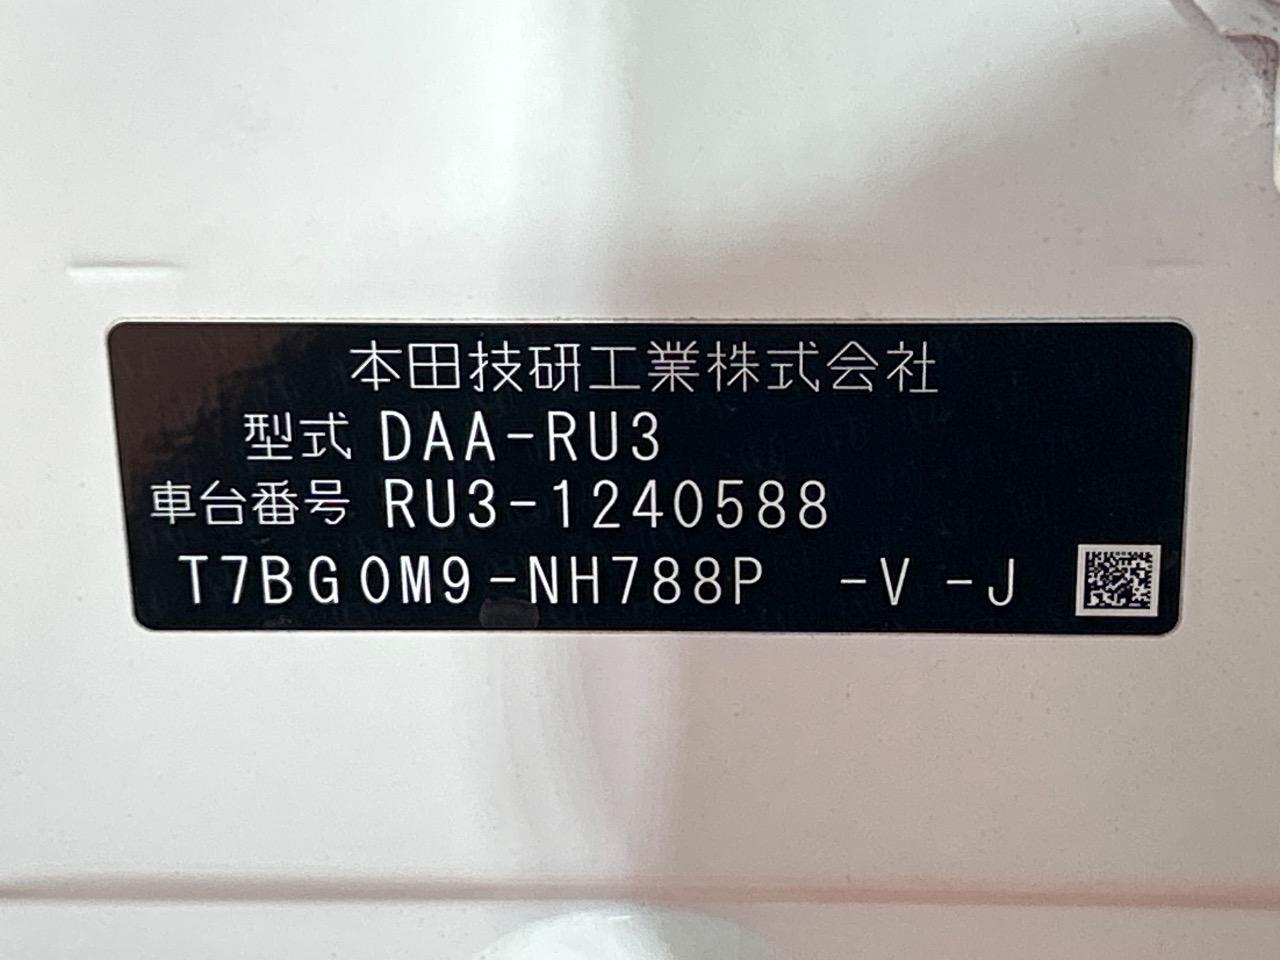 本田技研工業株式会社
型式 DAA-RU3
車台番号 RU3-1240588
T7BG0M9-NH788P -V -J